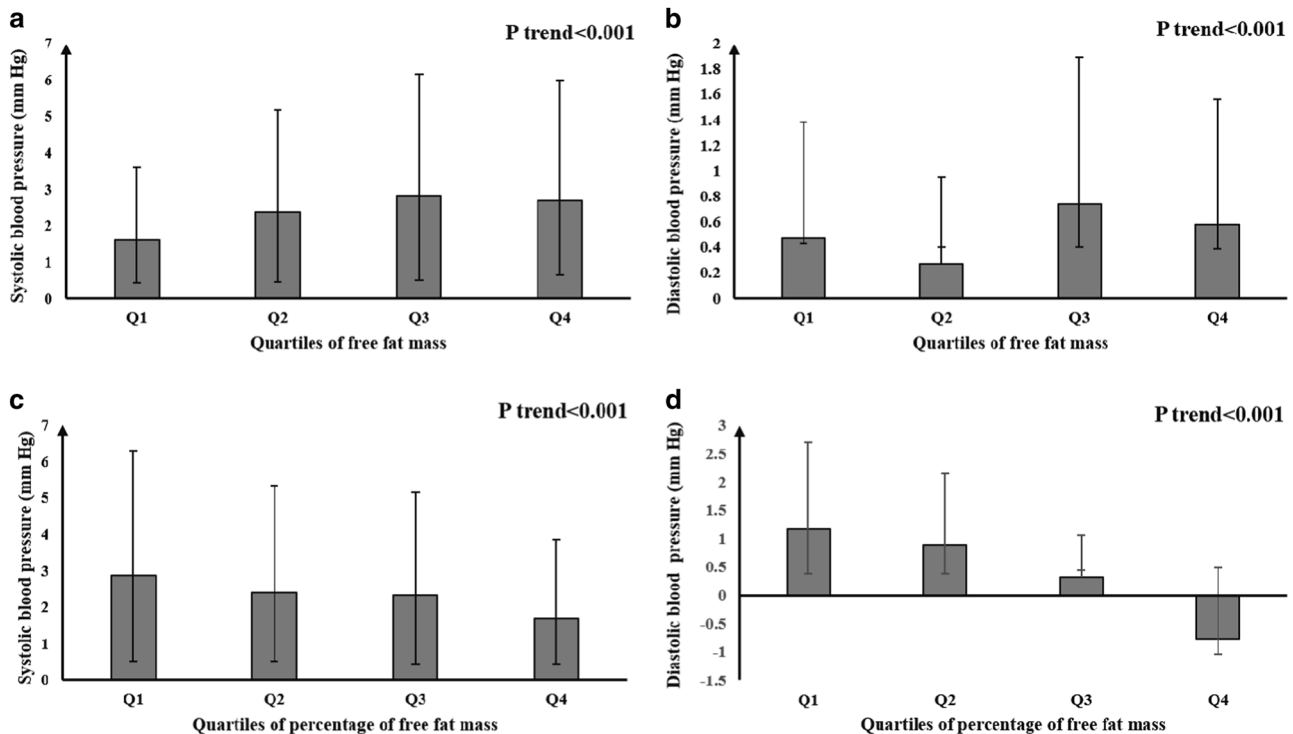 a
P trend<0.001
Systolic blood pressure (mm Hg)
7
6
5
4
3
2
1
0
Q1 Q2 Q3 Q4
Quartiles of free fat mass
b
P trend<0.001
Diastolic blood pressure (mm Hg)
2
1.8
1.6
1.4
1.2
1
0.8
0.6
0.4
0.2
0
Q1 Q2 Q3 Q4
Quartiles of free fat mass
c
P trend<0.001
Systolic blood pressure (mm Hg)
7
6
5
4
3
2
1
0
Q1 Q2 Q3 Q4
Quartiles of percentage of free fat mass
d
P trend<0.001
Diastolic blood pressure (mm Hg)
3
2.5
2
1.5
1
0.5
0
-0.5
-1
-1.5
Q1 Q2 Q3 Q4
Quartiles of percentage of free fat mass